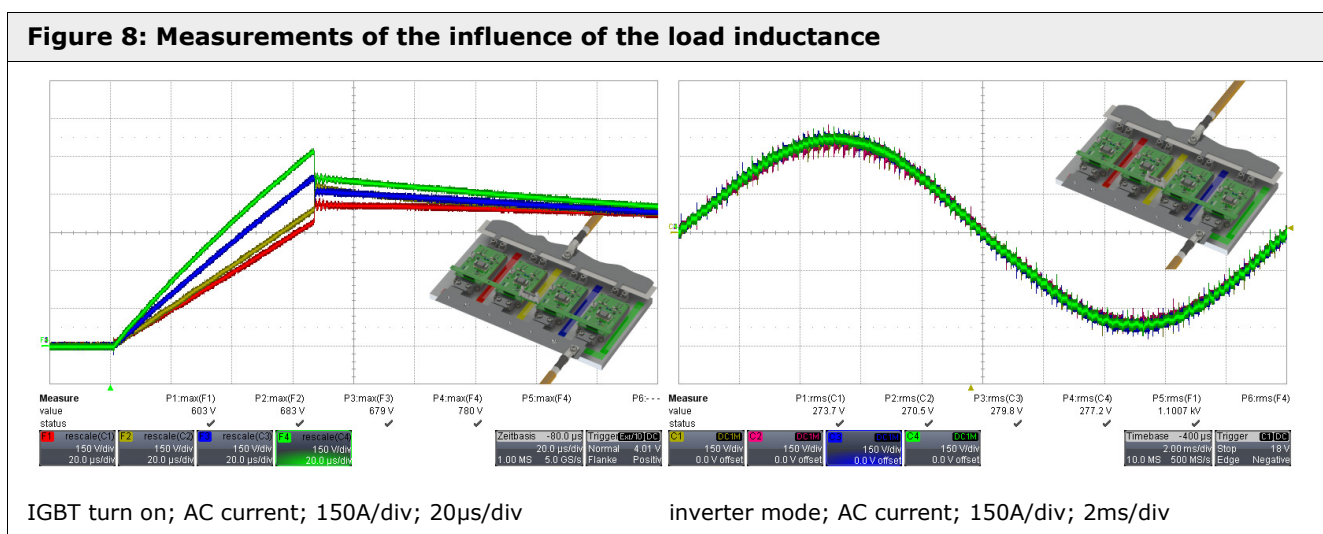 Figure 8: Measurements of the influence of the load inductance
Measure P1:max(F1) P2:max(F2) P3:max(F3) P4:max(F4) P5:max(F4) P6:- - -
value 603 V 683 V 679 V 780 V
status
F1 rescale(C1) F2 rescale(C2) rescale(C3) F4 rescale(C4) Zeitbasis -80.0 µs Trigger Ext/10 DC
150 V/div 150 V/div 150 V/div 150 V/div 20.0 µs/div Normal 4.01 V
20.0 µs/div 20.0 µs/div 20.0 µs/div 20.0 µs/div 1.00 MS 5.0 GS/s Flanke Positiv
Measure P1:rms(C1) P2:rms(C2) P3:rms(C3) P4:rms(C4) P5:rms(F1) P6:rms(F4)
value 273.7 V 270.5 V 279.8 V 277.2 V 1.1007 kV
status
C1 DC1M C2 DC1M C3 DC1M C4 DC1M Timebase -400 µs Trigger C1 DC
150 V/div 150 V/div 150 V/div 150 V/div 2.00 ms/div Stop 18 V
0.0 V offset 0.0 V offset 0.0 V offset 0.0 V offset 10.0 MS 500 MS/s Edge Negative
IGBT turn on; AC current; 150A/div; 20µs/div
inverter mode; AC current; 150A/div; 2ms/div